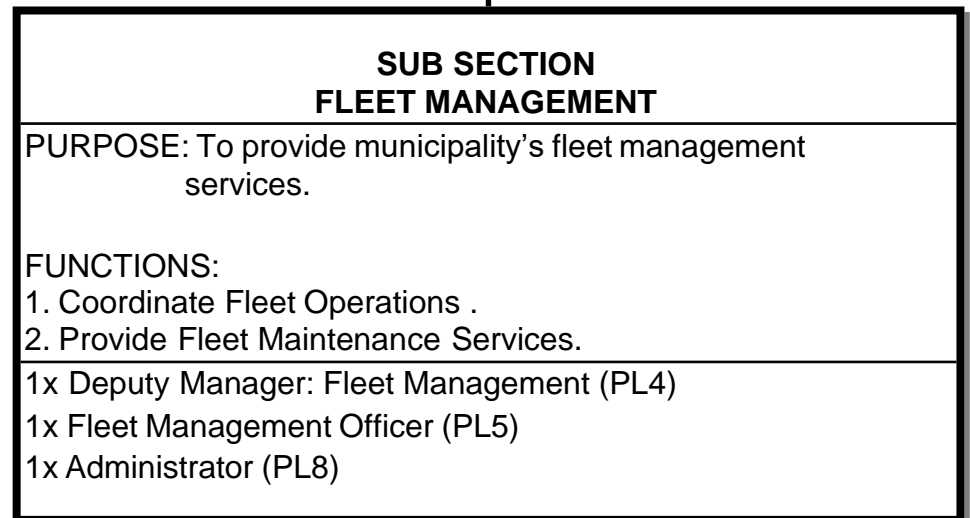 SUB SECTION
FLEET MANAGEMENT
PURPOSE: To provide municipality’s fleet management
services.
FUNCTIONS:
1. Coordinate Fleet Operations .
2. Provide Fleet Maintenance Services.
1x Deputy Manager: Fleet Management (PL4)
1x Fleet Management Officer (PL5)
1x Administrator (PL8)